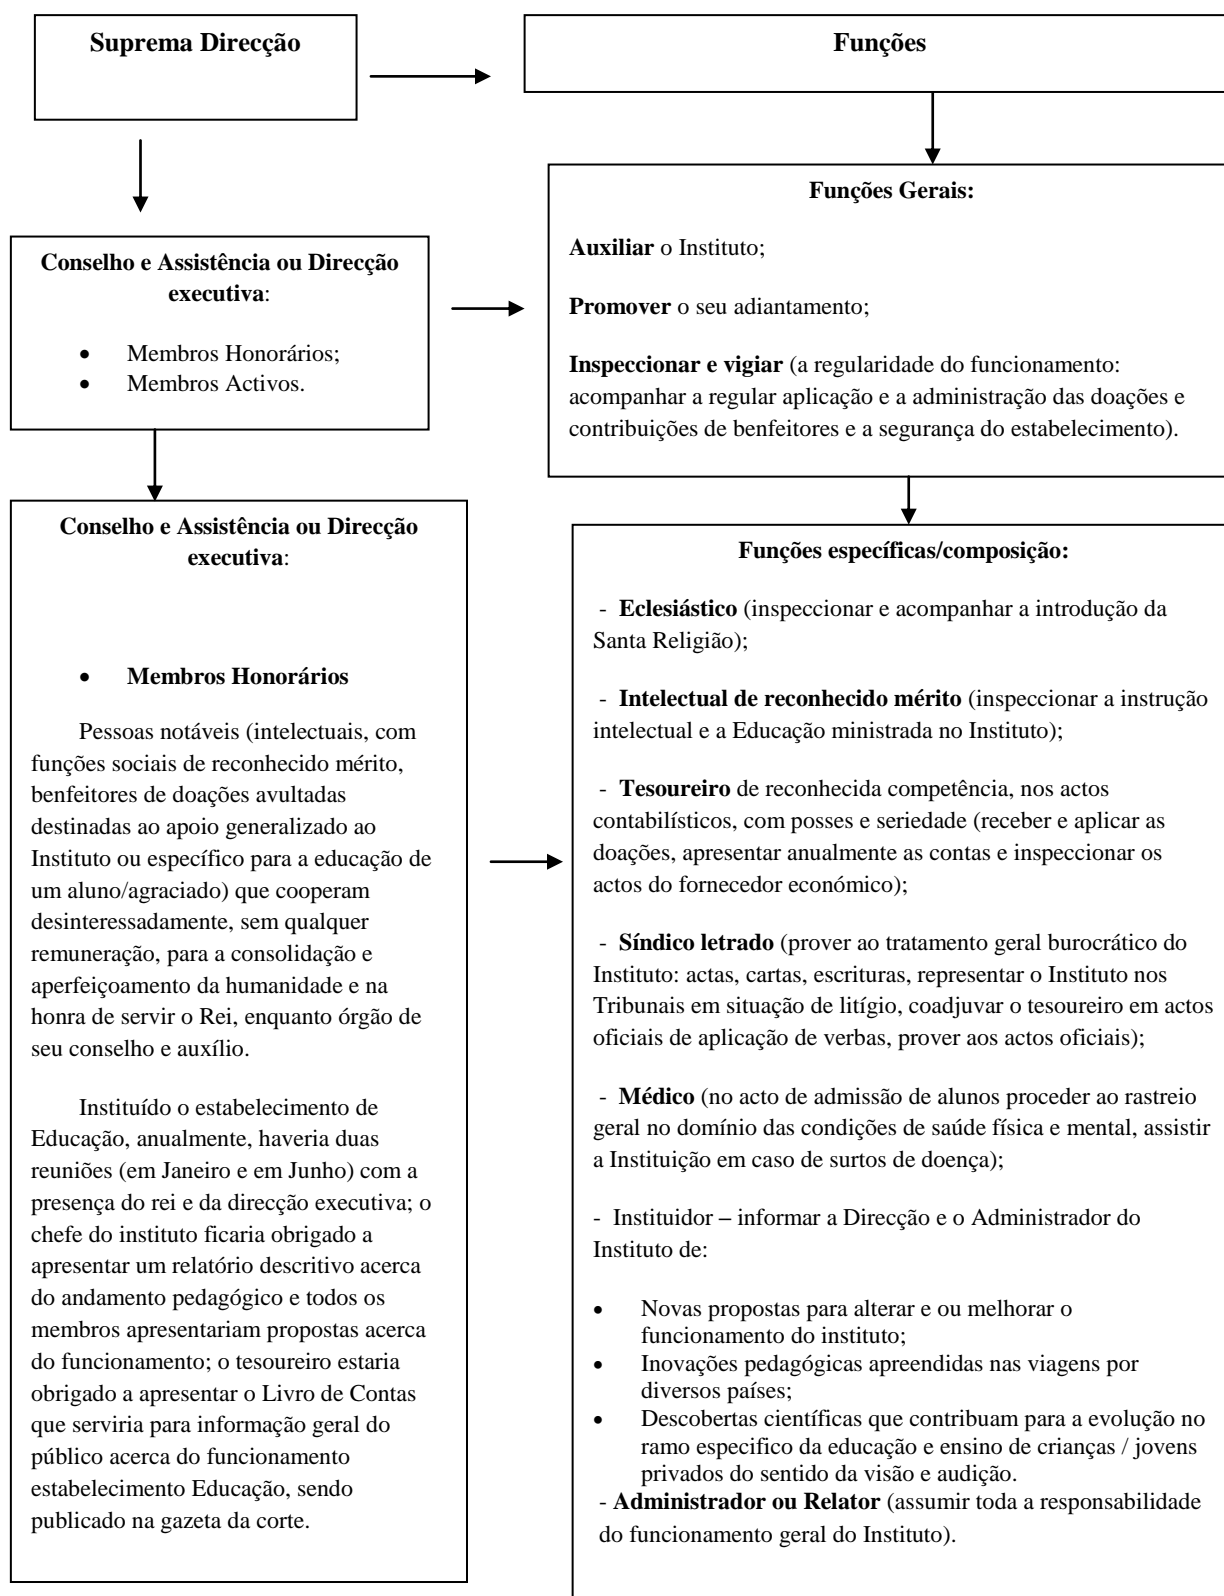 Suprema Direcção
Funções
Conselho e Assistência ou Direcção
executiva:
• Membros Honorários;
• Membros Activos.
Funções Gerais:
Auxiliar o Instituto;
Promover o seu adiantamento;
Inspeccionar e vigiar (a regularidade do funcionamento:
acompanhar a regular aplicação e a administração das doações e
contribuições de benfeitores e a segurança do estabelecimento).
Conselho e Assistência ou Direcção
executiva:
• Membros Honorários
Pessoas notáveis (intelectuais, com
funções sociais de reconhecido mérito,
benfeitores de doações avultadas
destinadas ao apoio generalizado ao
Instituto ou específico para a educação de
um aluno/agraciado) que cooperam
desinteressadamente, sem qualquer
remuneração, para a consolidação e
aperfeiçoamento da humanidade e na
honra de servir o Rei, enquanto órgão de
seu conselho e auxílio.
Instituído o estabelecimento de
Educação, anualmente, haveria duas
reuniões (em Janeiro e em Junho) com a
presença do rei e da direcção executiva; o
chefe do instituto ficaria obrigado a
apresentar um relatório descritivo acerca
do andamento pedagógico e todos os
membros apresentariam propostas acerca
do funcionamento; o tesoureiro estaria
obrigado a apresentar o Livro de Contas
que serviria para informação geral do
público acerca do funcionamento
estabelecimento Educação, sendo
publicado na gazeta da corte.
Funções específicas/composição:
- Eclesiástico (inspeccionar e acompanhar a introdução da
Santa Religião);
- Intelectual de reconhecido mérito (inspeccionar a instrução
intelectual e a Educação ministrada no Instituto);
- Tesoureiro de reconhecida competência, nos actos
contabilísticos, com posses e seriedade (receber e aplicar as
doações, apresentar anualmente as contas e inspeccionar os
actos do fornecedor económico);
- Síndico letrado (prover ao tratamento geral burocrático do
Instituto: actas, cartas, escrituras, representar o Instituto nos
Tribunais em situação de litígio, coadjuvar o tesoureiro em actos
oficiais de aplicação de verbas, prover aos actos oficiais);
- Médico (no acto de admissão de alunos proceder ao rastreio
geral no domínio das condições de saúde física e mental, assistir
a Instituição em caso de surtos de doença);
- Instituidor – informar a Direcção e o Administrador do
Instituto de:
• Novas propostas para alterar e ou melhorar o
funcionamento do instituto;
• Inovações pedagógicas apreendidas nas viagens por
diversos países;
• Descobertas científicas que contribuam para a evolução no
ramo especifico da educação e ensino de crianças / jovens
privados do sentido da visão e audição.
- Administrador ou Relator (assumir toda a responsabilidade
do funcionamento geral do Instituto).